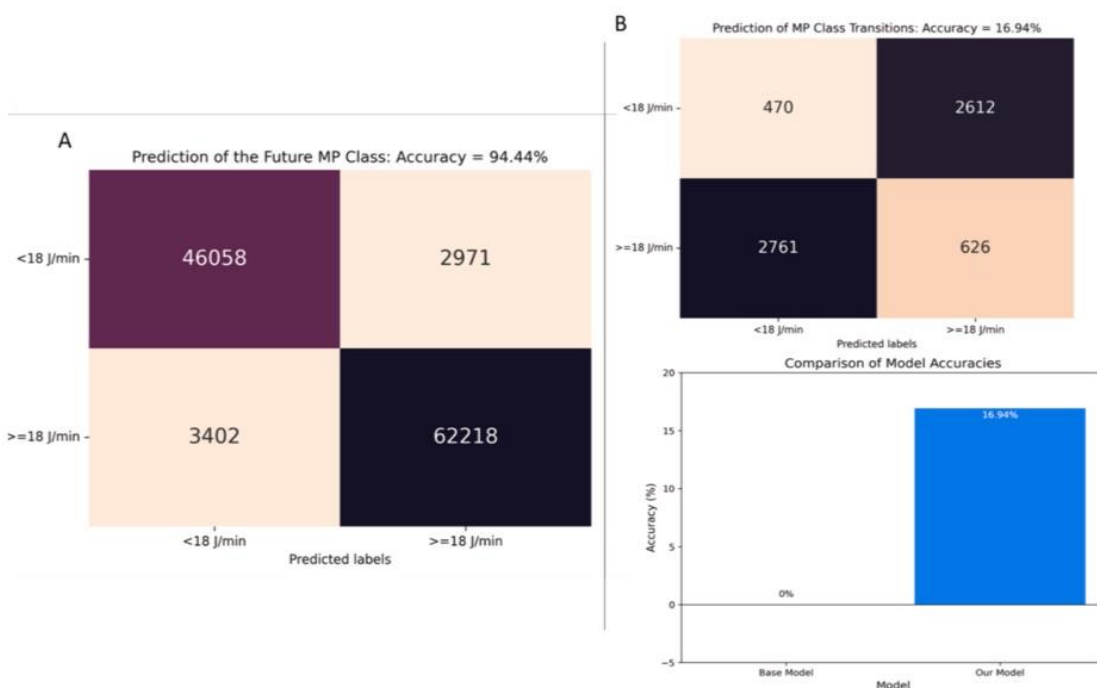 A
Prediction of the Future MP Class: Accuracy = 94.44%
<18 J/min
46058
2971
>=18 J/min
3402
62218
<18 J/min
>=18 J/min
Predicted labels
B
Prediction of MP Class Transitions: Accuracy = 16.94%
<18 J/min
470
2612
>=18 J/min
2761
626
<18 J/min
>=18 J/min
Predicted labels
Comparison of Model Accuracies
20
15
10
5
0
−5
Accuracy (%)
0%
16.94%
Base Model
Our Model
Model